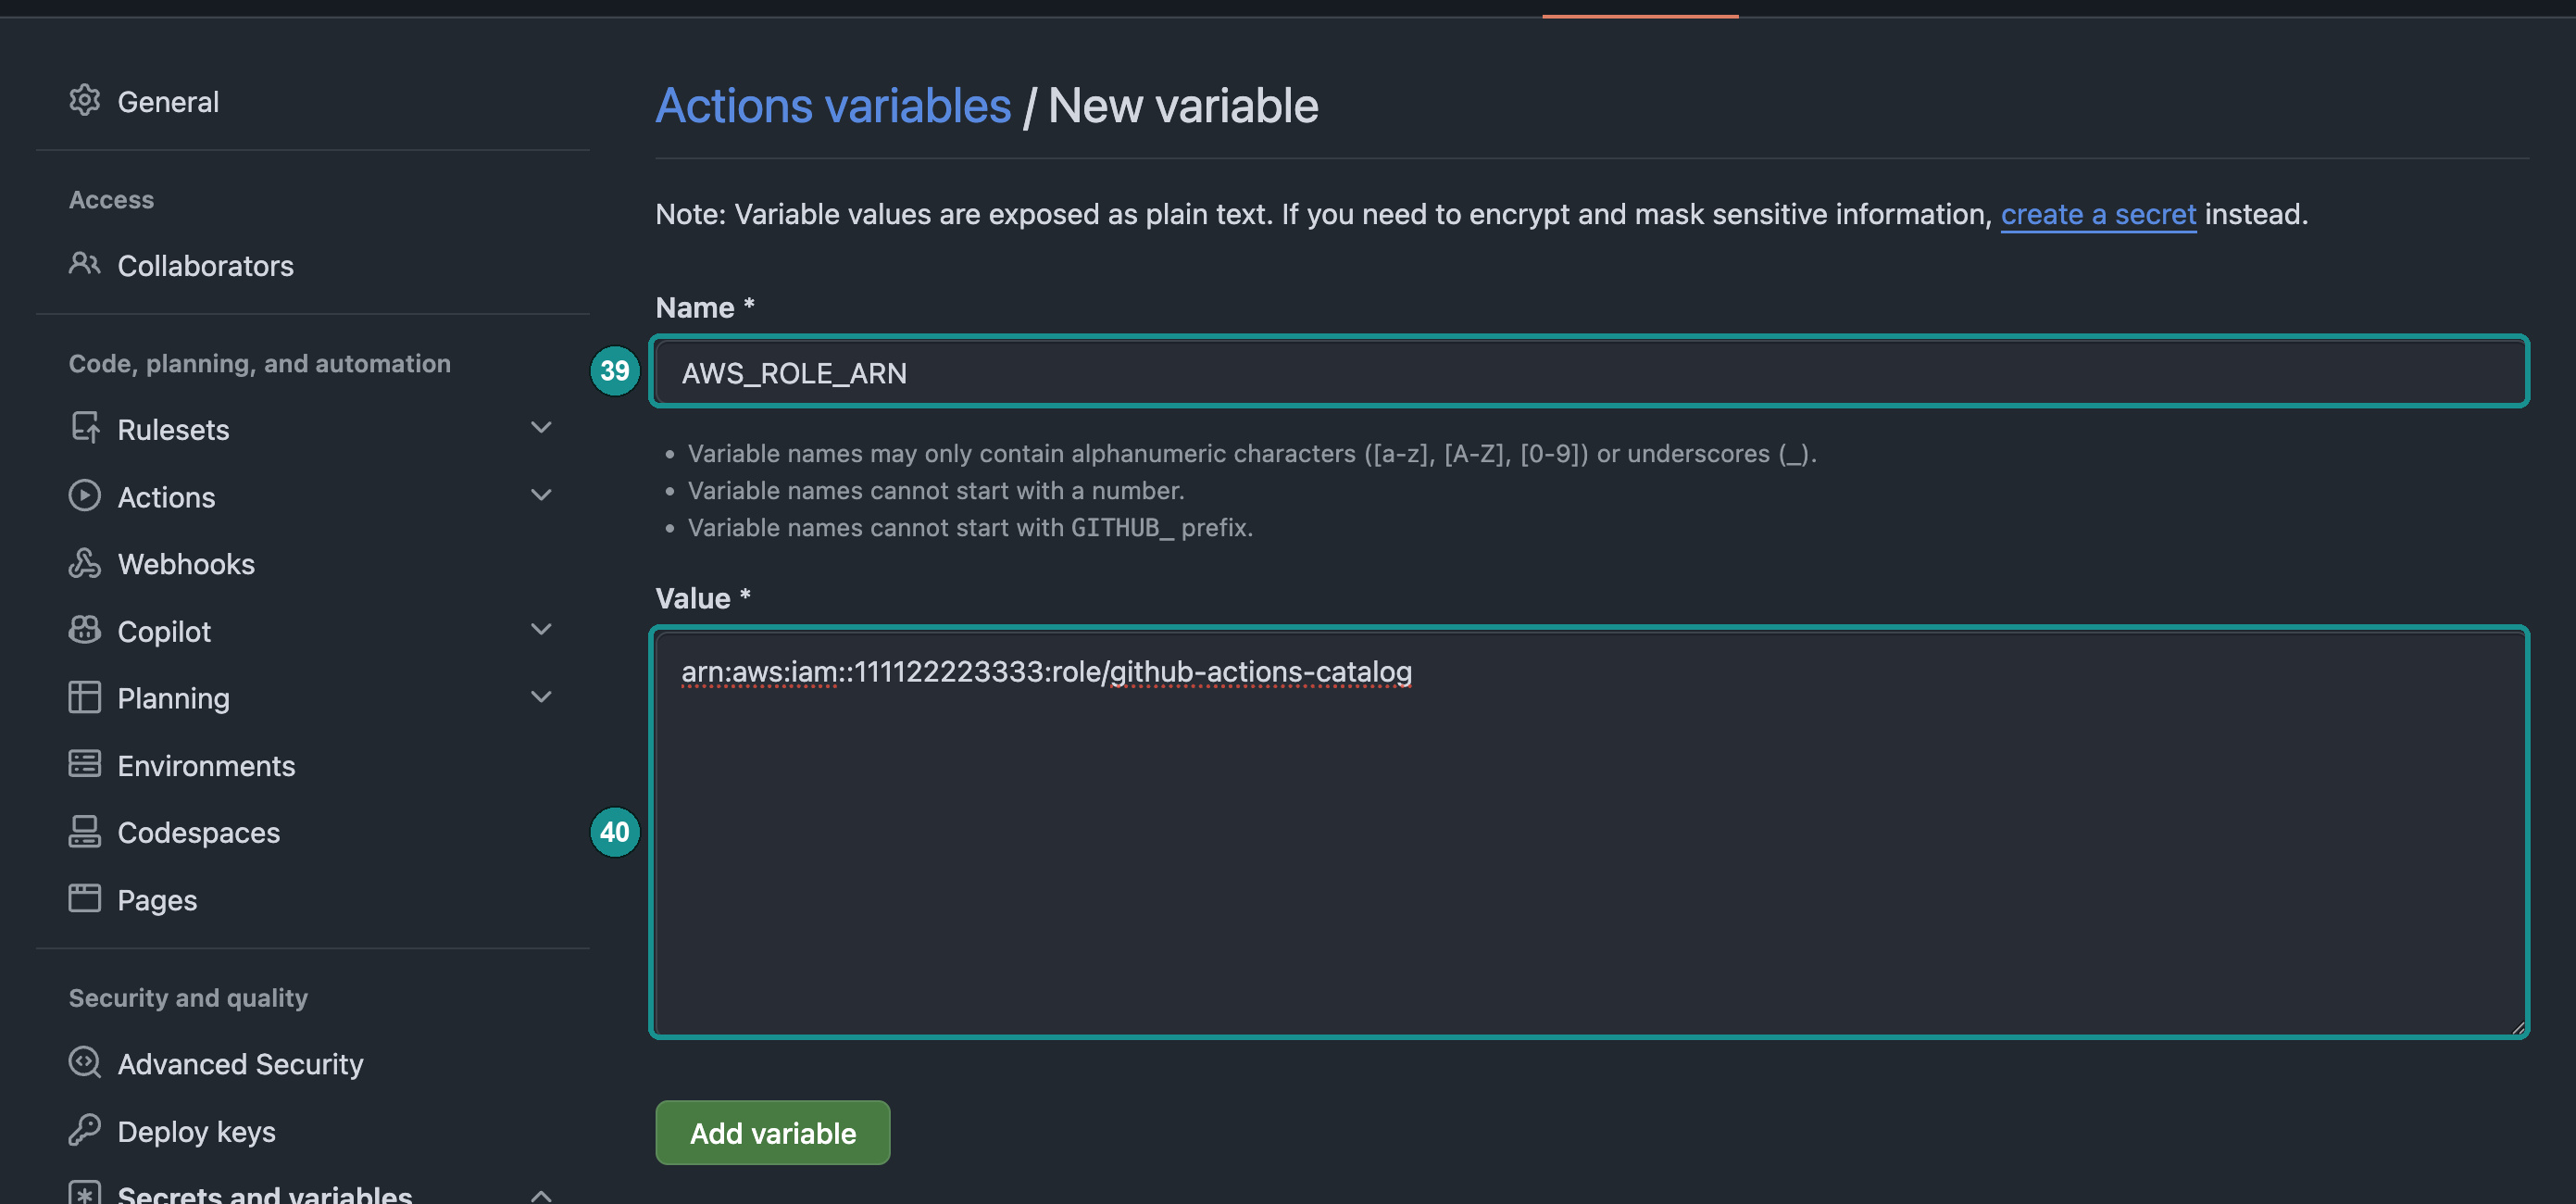 General
Access
Collaborators
Code, planning, and automation
Rulesets
Actions
Webhooks
Copilot
Planning
Environments
Codespaces
Pages
Security and quality
Advanced Security
Deploy keys
Secrets and variables
Actions variables / New variable
Note: Variable values are exposed as plain text. If you need to encrypt and mask sensitive information, create a secret instead.
Name *
39
AWS_ROLE_ARN
• Variable names may only contain alphanumeric characters ([a-z], [A-Z], [0-9]) or underscores (_).
• Variable names cannot start with a number.
• Variable names cannot start with GITHUB_ prefix.
Value *
arn:aws:iam::111122223333:role/github-actions-catalog
40
Add variable